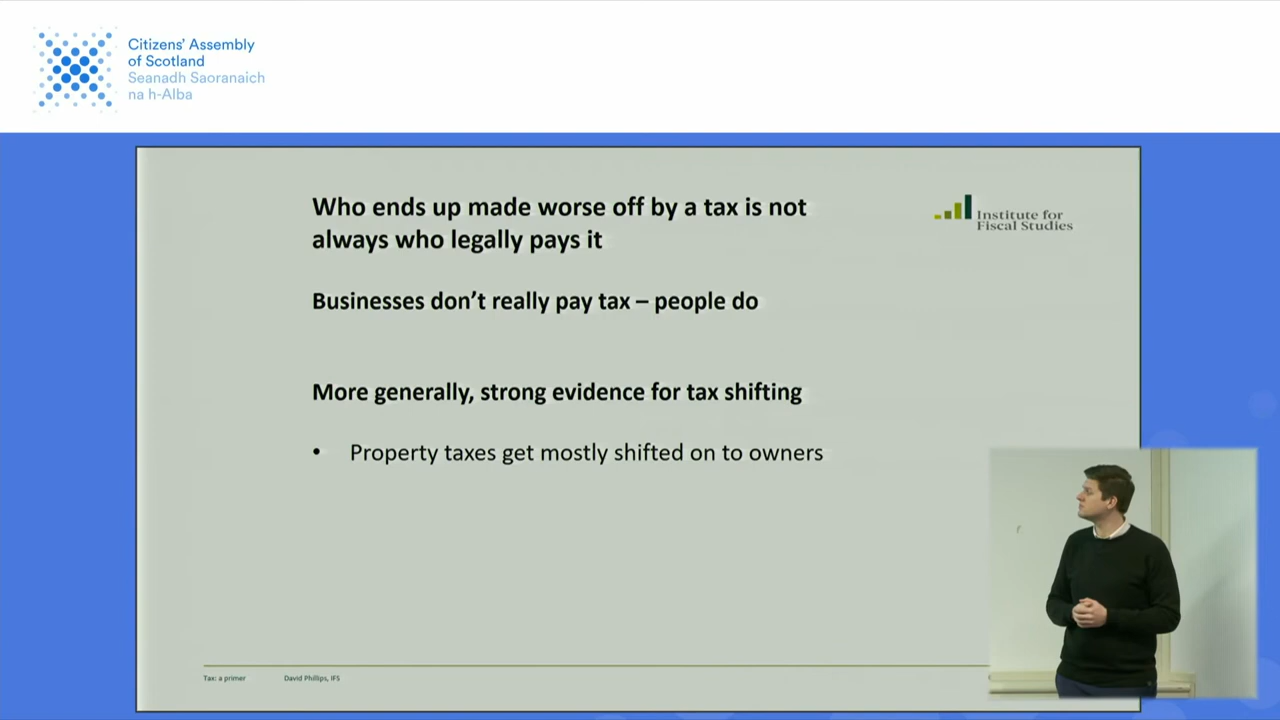 Citizens' Assembly
of Scotland
Seanadh Saoranaich
na h-Alba
Who ends up made worse off by a tax is not
always who legally pays it
Institute for
Fiscal Studies
Businesses don't really pay tax – people do
More generally, strong evidence for tax shifting
• Property taxes get mostly shifted on to owners
Tax: a primer David Phillips, IFS